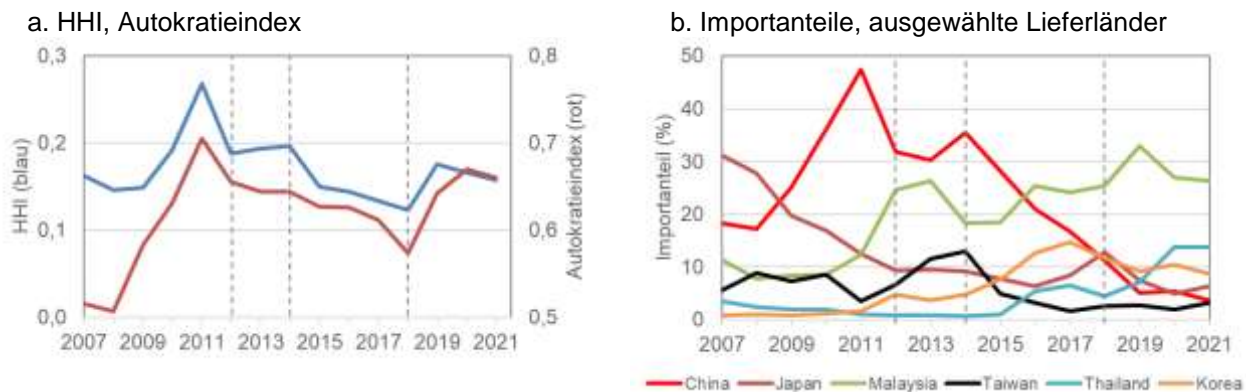 a. HHI, Autokratieindex
0,3
0,2
0,1
0,0
HHI (blau)
0,8
0,7
0,6
0,5
Autokratieindex (rot)
2007 2009 2011 2013 2015 2017 2019 2021
b. Importanteile, ausgewählte Lieferländer
50
40
30
20
10
0
Importanteil (%)
2007 2009 2011 2013 2015 2017 2019 2021
China Japan Malaysia Taiwan Thailand Korea